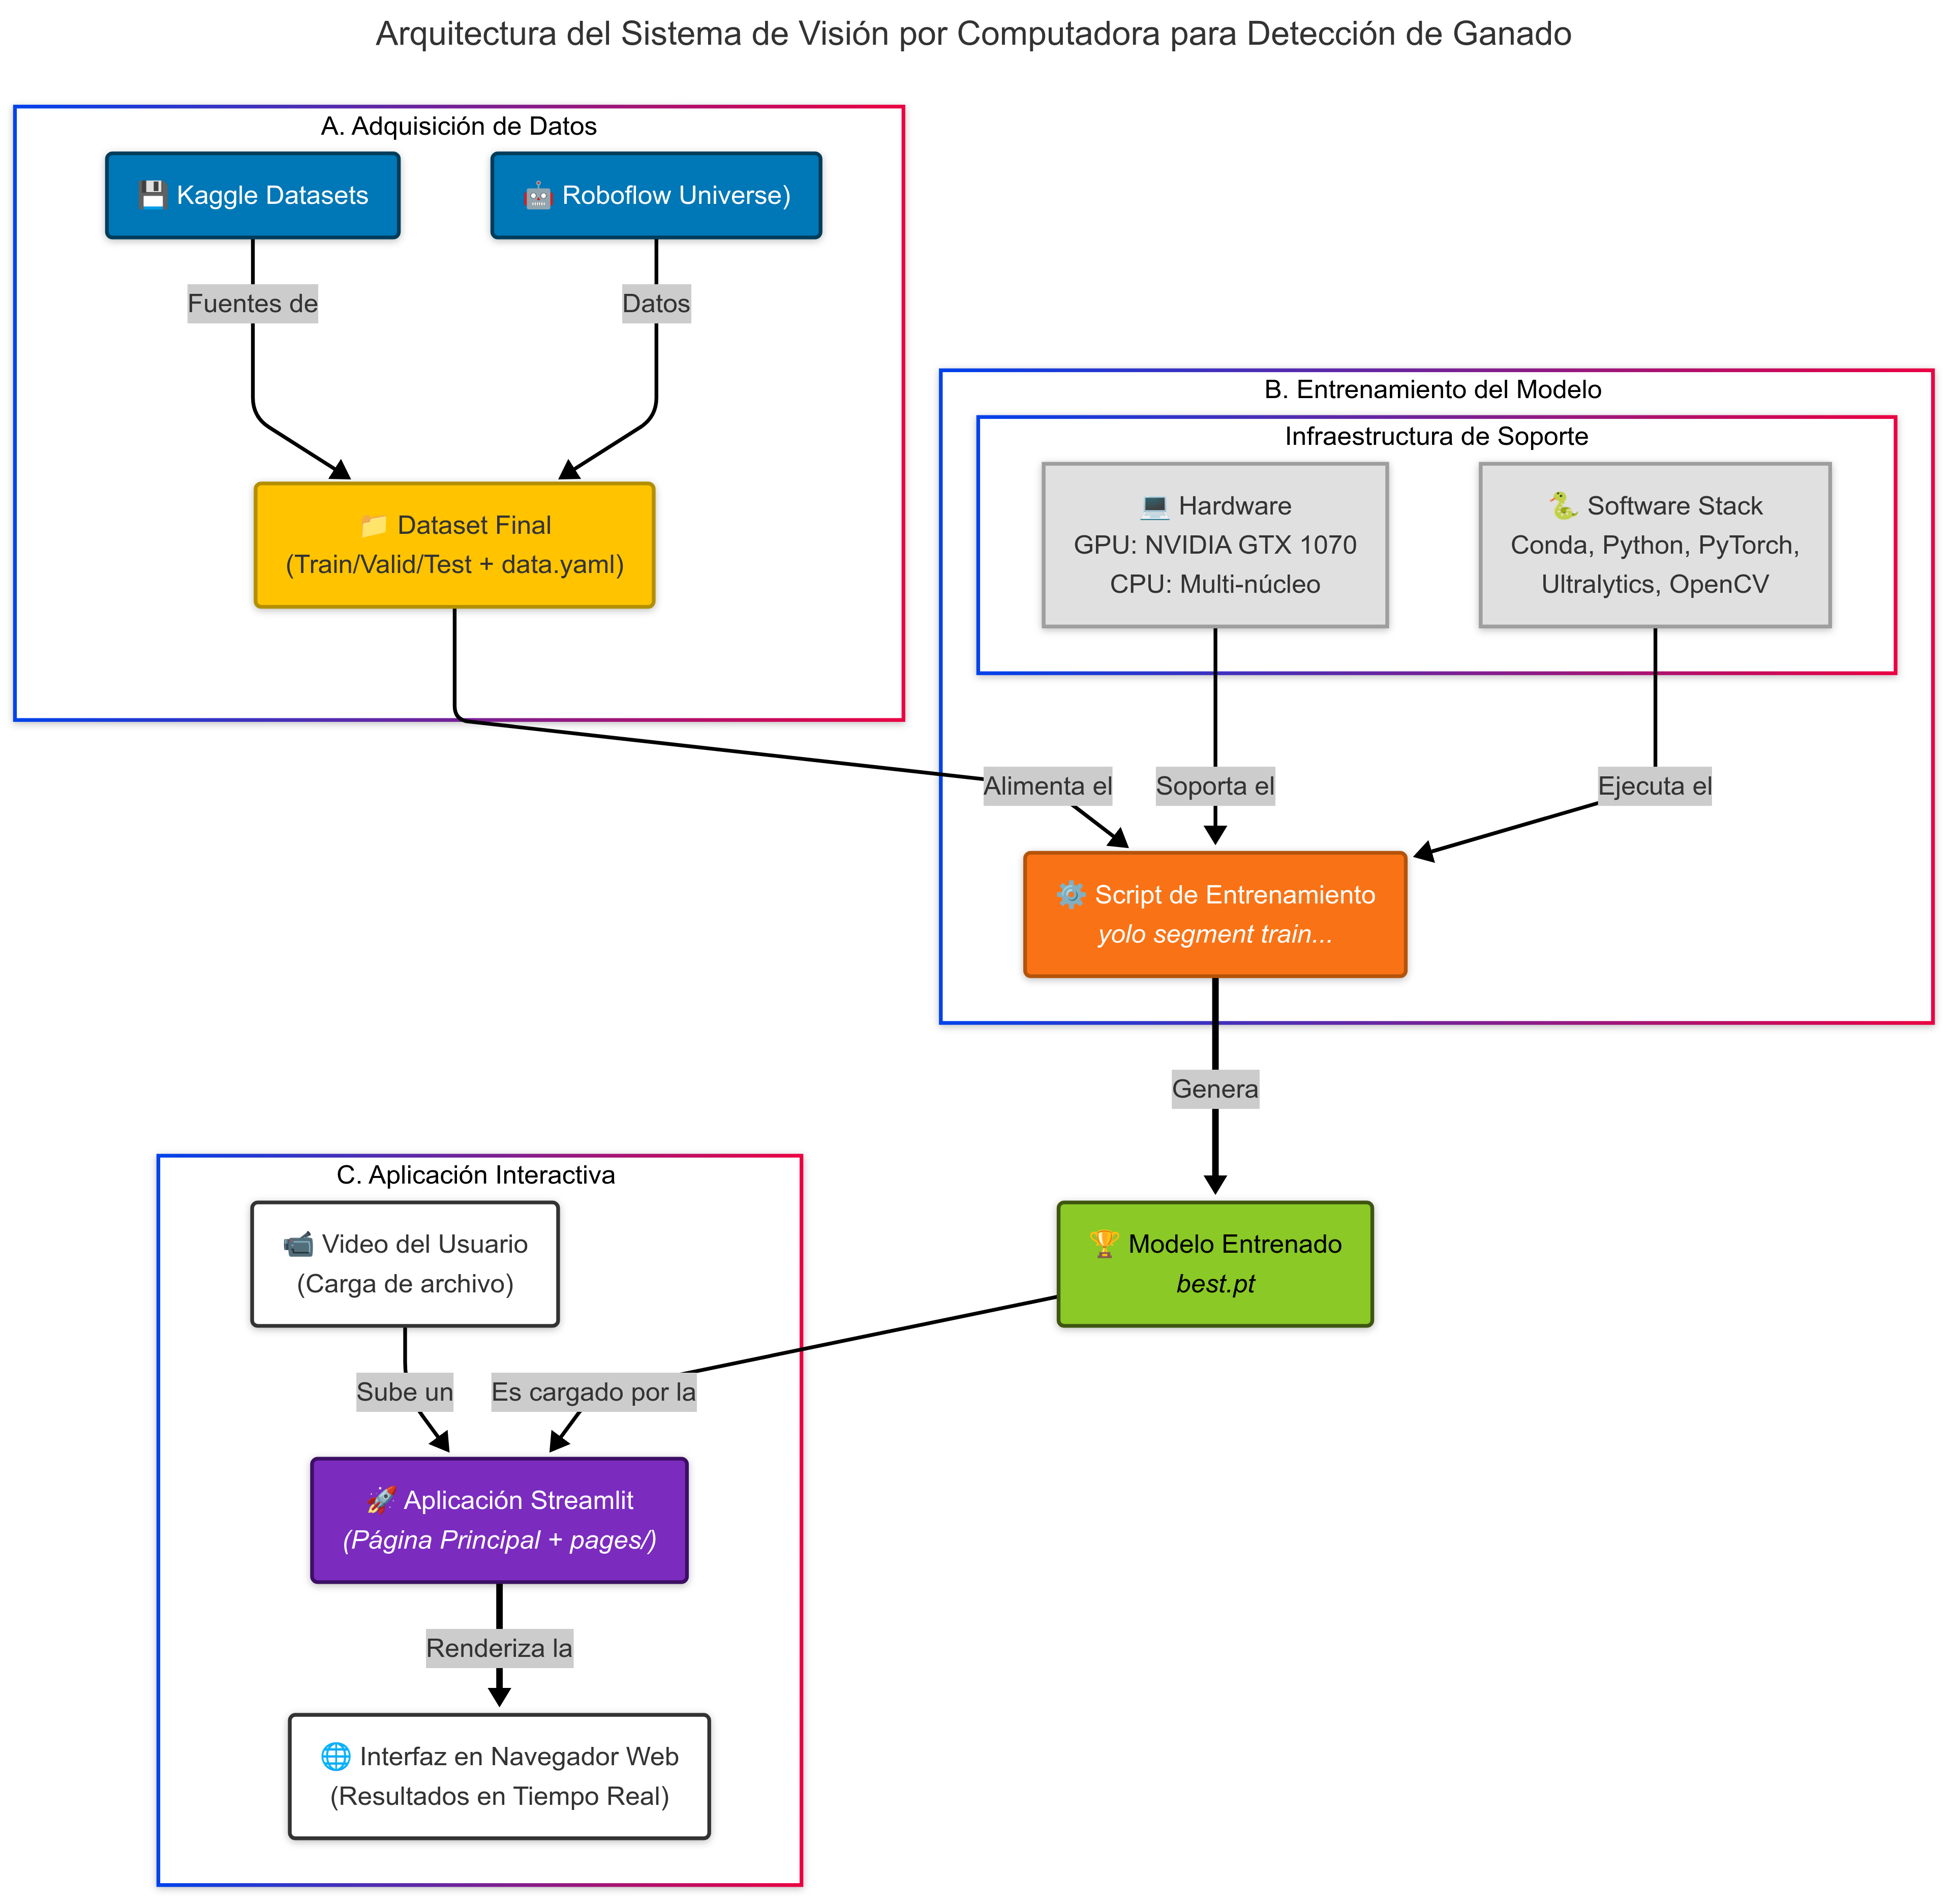 Arquitectura del Sistema de Visión por Computadora para Detección de Ganado
A. Adquisición de Datos
Kaggle Datasets
Roboflow Universe)
Fuentes de
Datos
Dataset Final
(Train/Valid/Test + data.yaml)
B. Entrenamiento del Modelo
Infraestructura de Soporte
Hardware
GPU: NVIDIA GTX 1070
CPU: Multi-núcleo
Software Stack
Conda, Python, PyTorch,
Ultralytics, OpenCV
Alimenta el
Soporta el
Ejecuta el
Script de Entrenamiento
yolo segment train...
Genera
Modelo Entrenado
best.pt
C. Aplicación Interactiva
Video del Usuario
(Carga de archivo)
Sube un
Es cargado por la
Aplicación Streamlit
(Página Principal + pages/)
Renderiza la
Interfaz en Navegador Web
(Resultados en Tiempo Real)